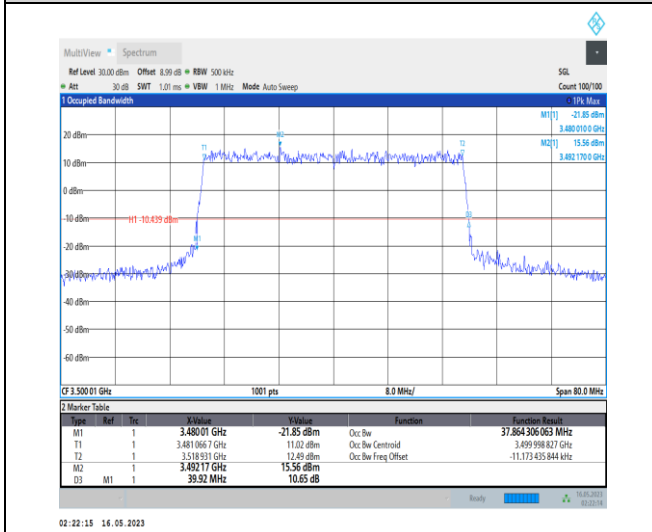 MultiView Spectrum
Ref Level 30.00 dBm Offset 8.99 dB RBW 500 kHz SGL
Att 30 dB SWT 1.01 ms VBW 1 MHz Mode Auto Sweep Count 100/100
1 Occupied Bandwidth 1Pk Max
M1[1] -21.85 dBm
3.480 010 0 GHz
M2[1] 15.56 dBm
3.492 170 0 GHz
20 dBm
M2
T1
T2
10 dBm
0 dBm
-10 dBm
H1 -10.439 dBm
D3
M1
-20 dBm
-30 dBm
-40 dBm
-50 dBm
-60 dBm
CF 3.500 01 GHz 1001 pts 8.0 MHz/ Span 80.0 MHz
2 Marker Table
Type Ref Trc X-Value Y-Value Function Function Result
M1 1 3.480 01 GHz -21.85 dBm Occ Bw 37.864 306 063 MHz
T1 1 3.481 066 7 GHz 11.02 dBm Occ Bw Centroid 3.499 998 827 GHz
T2 1 3.518 931 GHz 12.49 dBm Occ Bw Freq Offset -11.173 435 844 kHz
M2 1 3.492 17 GHz 15.56 dBm
D3 M1 1 39.92 MHz 10.65 dB
Ready 16.05.2023
02:22:14
02:22:15 16.05.2023